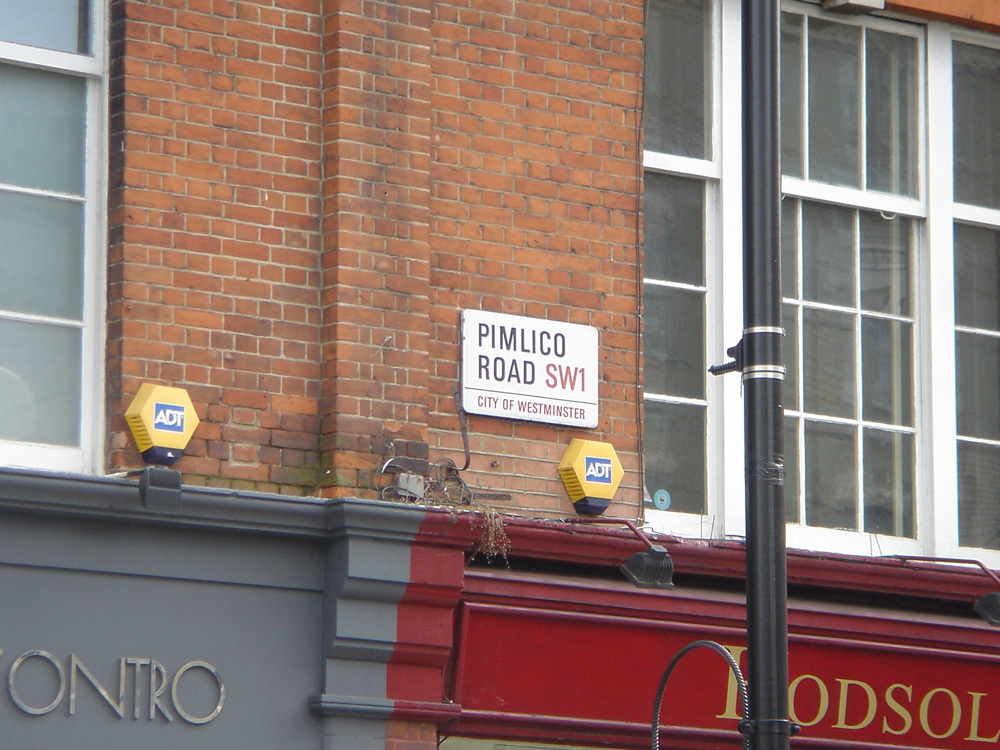 PIMLICO
ROAD SW1
CITY OF WESTMINSTER
ADT
ADT